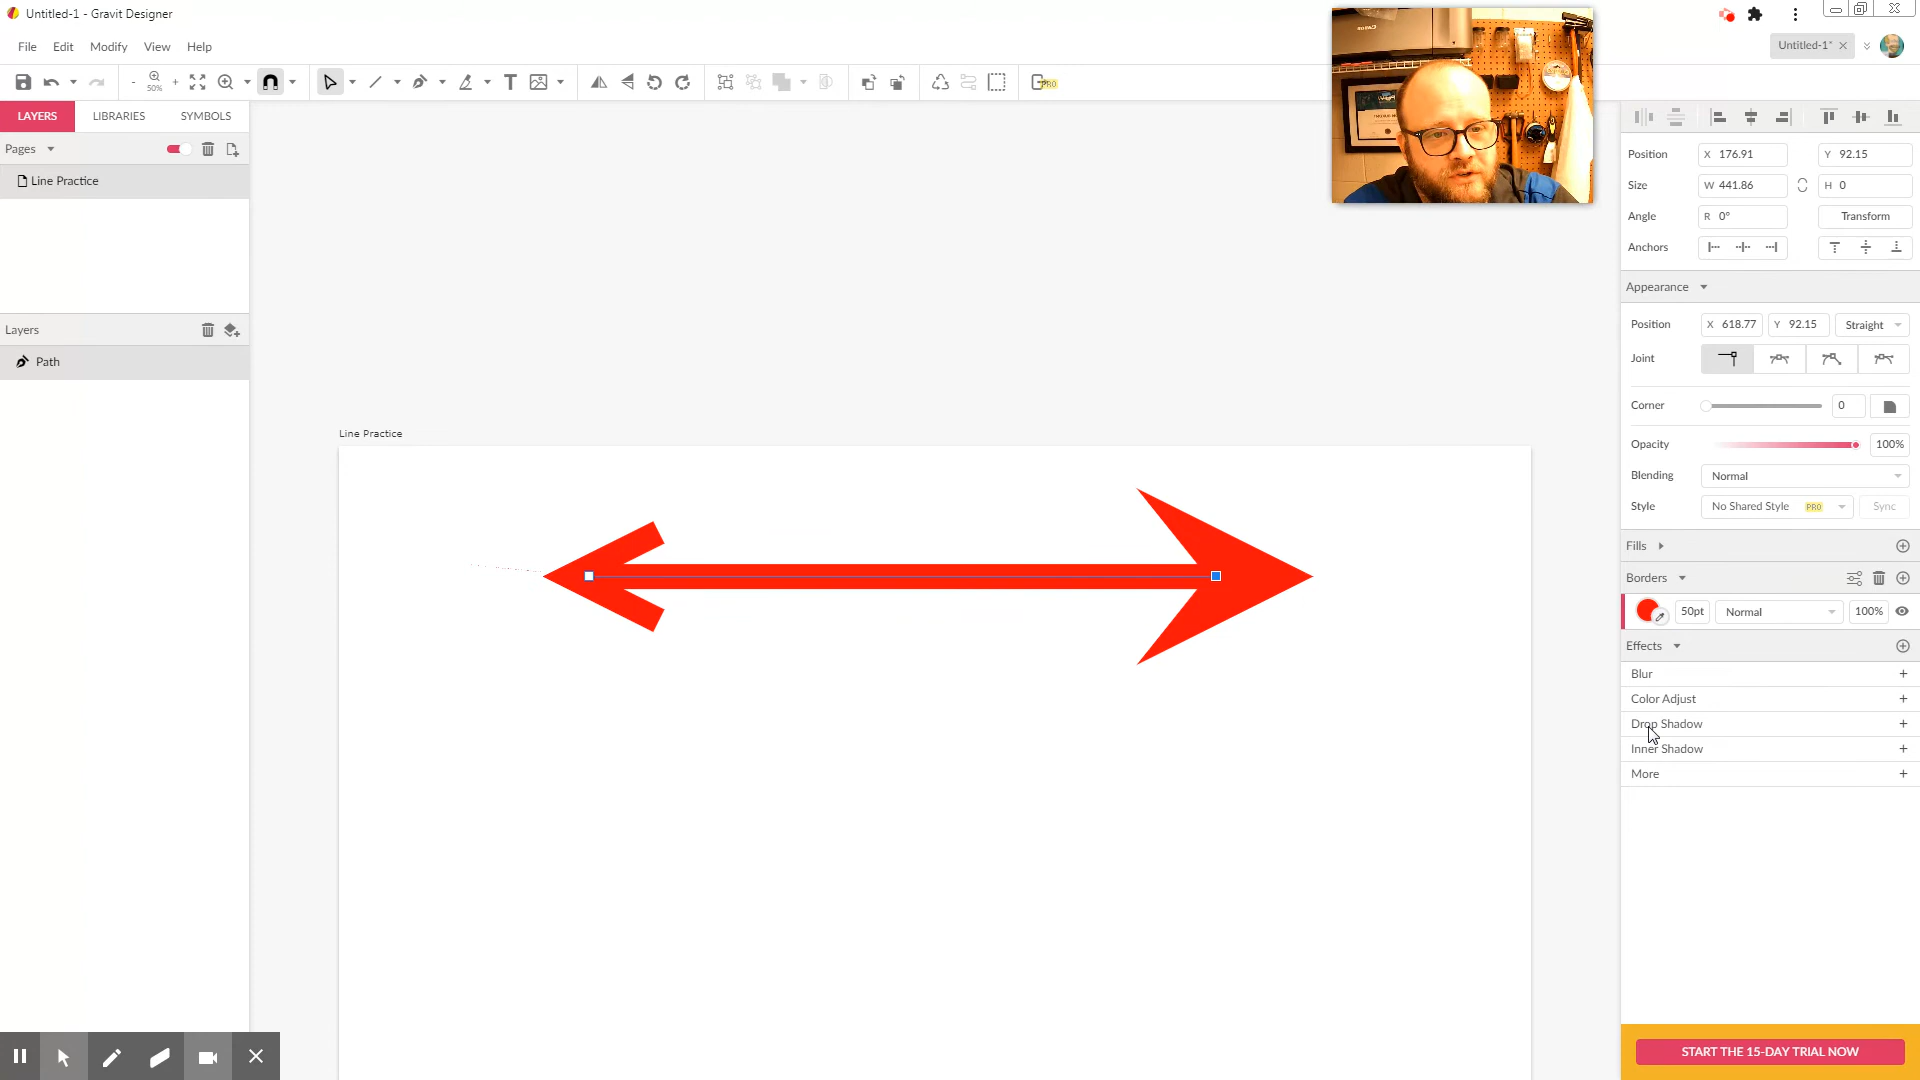 Untitled-1 - Gravit Designer
File Edit Modify View Help
Untitled-1*
- 50% +
PRO
LAYERS LIBRARIES SYMBOLS
Pages
Line Practice
Layers
Path
Line Practice
Position X 176.91 Y 92.15
Size W 441.86 H 0
Angle R 0° Transform
Anchors
Appearance
Position X 618.77 Y 92.15 Straight
Joint
Corner 0
Opacity 100%
Blending Normal
Style No Shared Style PRO Sync
Fills
Borders
50pt Normal 100%
Effects
Blur +
Color Adjust +
Drop Shadow +
Inner Shadow +
More +
START THE 15-DAY TRIAL NOW